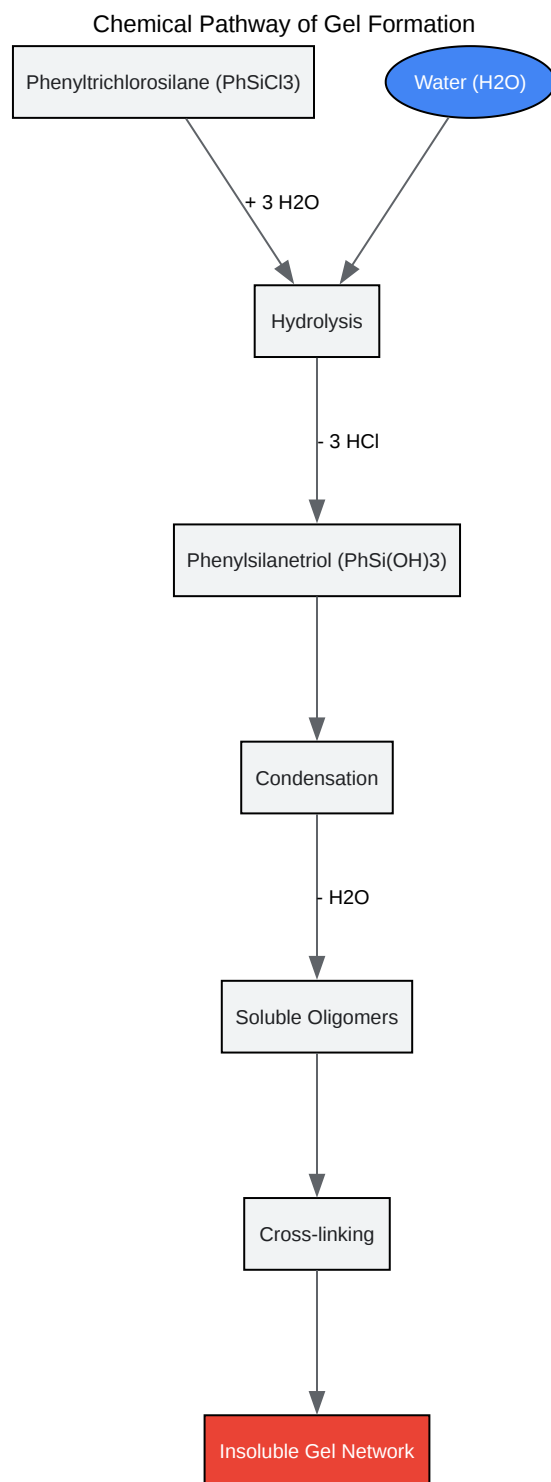 Chemical Pathway of Gel Formation
Phenyltrichlorosilane (PhSiCl3)
Water (H2O)
+ 3 H2O
Hydrolysis
- 3 HCl
Phenylsilanetriol (PhSi(OH)3)
Condensation
- H2O
Soluble Oligomers
Cross-linking
Insoluble Gel Network